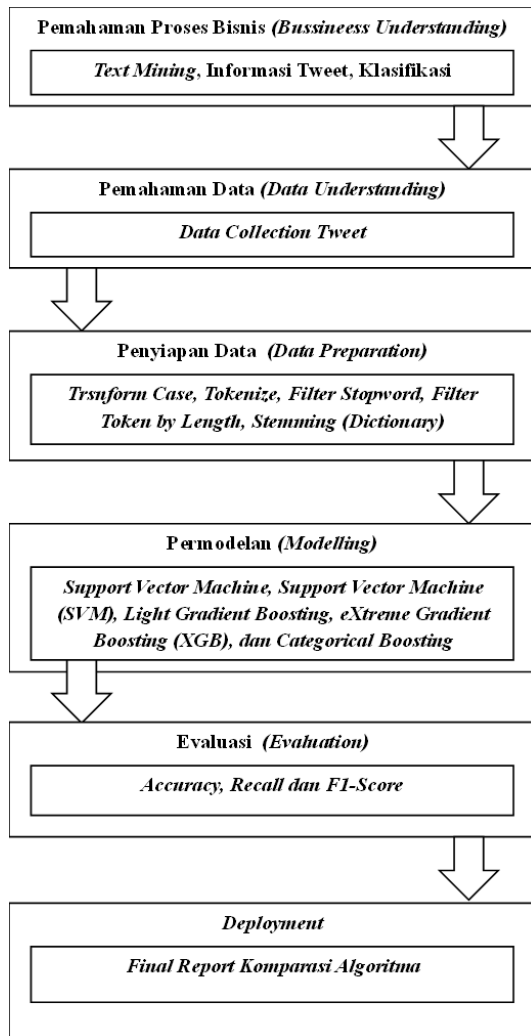 Pemahaman Proses Bisnis (Bussineess Understanding)
Text Mining, Informasi Tweet, Klasifikasi
Pemahaman Data (Data Understanding)
Data Collection Tweet
Penyiapan Data (Data Preparation)
Trsnform Case, Tokenize, Filter Stopword, Filter
Token by Length, Stemming (Dictionary)
Permodelan (Modelling)
Support Vector Machine, Support Vector Machine
(SVM), Light Gradient Boosting, eXtreme Gradient
Boosting (XGB), dan Categorical Boosting
Evaluasi (Evaluation)
Accuracy, Recall dan F1-Score
Deployment
Final Report Komparasi Algoritma